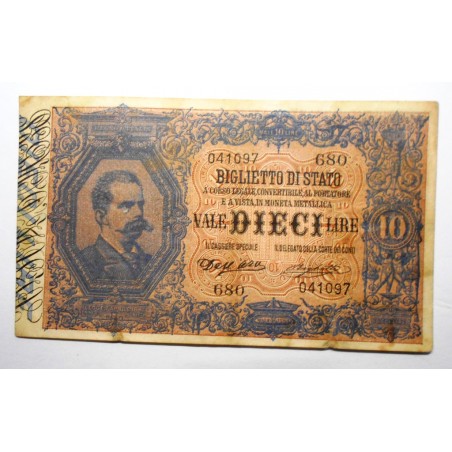 041097 680
BIGLIETTO DI STATO
A CORSO LEGALE, CONVERTIBILE, AL PORTATORE
E A VISTA, IN MONETA METALLICA
VALE DIECI LIRE
10
IL CASSIERE SPECIALE IL DELEGATO DELLA CORTE DEI CONTI
680 041097